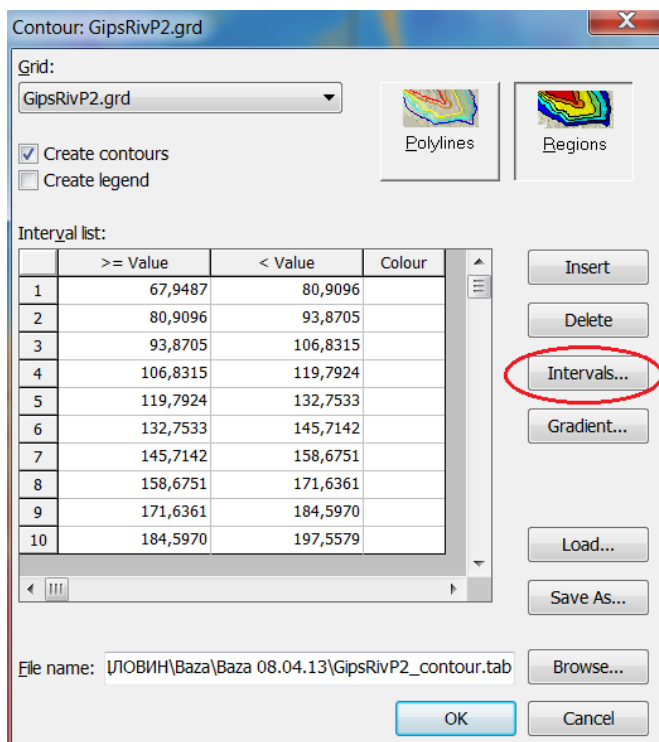 Contour: GipsRivP2.grd
X
Grid:
GipsRivP2.grd
Polylines
Regions
Create contours
Create legend
Interval list:
>= Value < Value Colour
1 67,9487 80,9096
2 80,9096 93,8705
3 93,8705 106,8315
4 106,8315 119,7924
5 119,7924 132,7533
6 132,7533 145,7142
7 145,7142 158,6751
8 158,6751 171,6361
9 171,6361 184,5970
10 184,5970 197,5579
Insert
Delete
Intervals...
Gradient...
Load...
Save As...
File name: ЛОВИН\Baza\Baza 08.04.13\GipsRivP2_contour.tab Browse...
OK Cancel